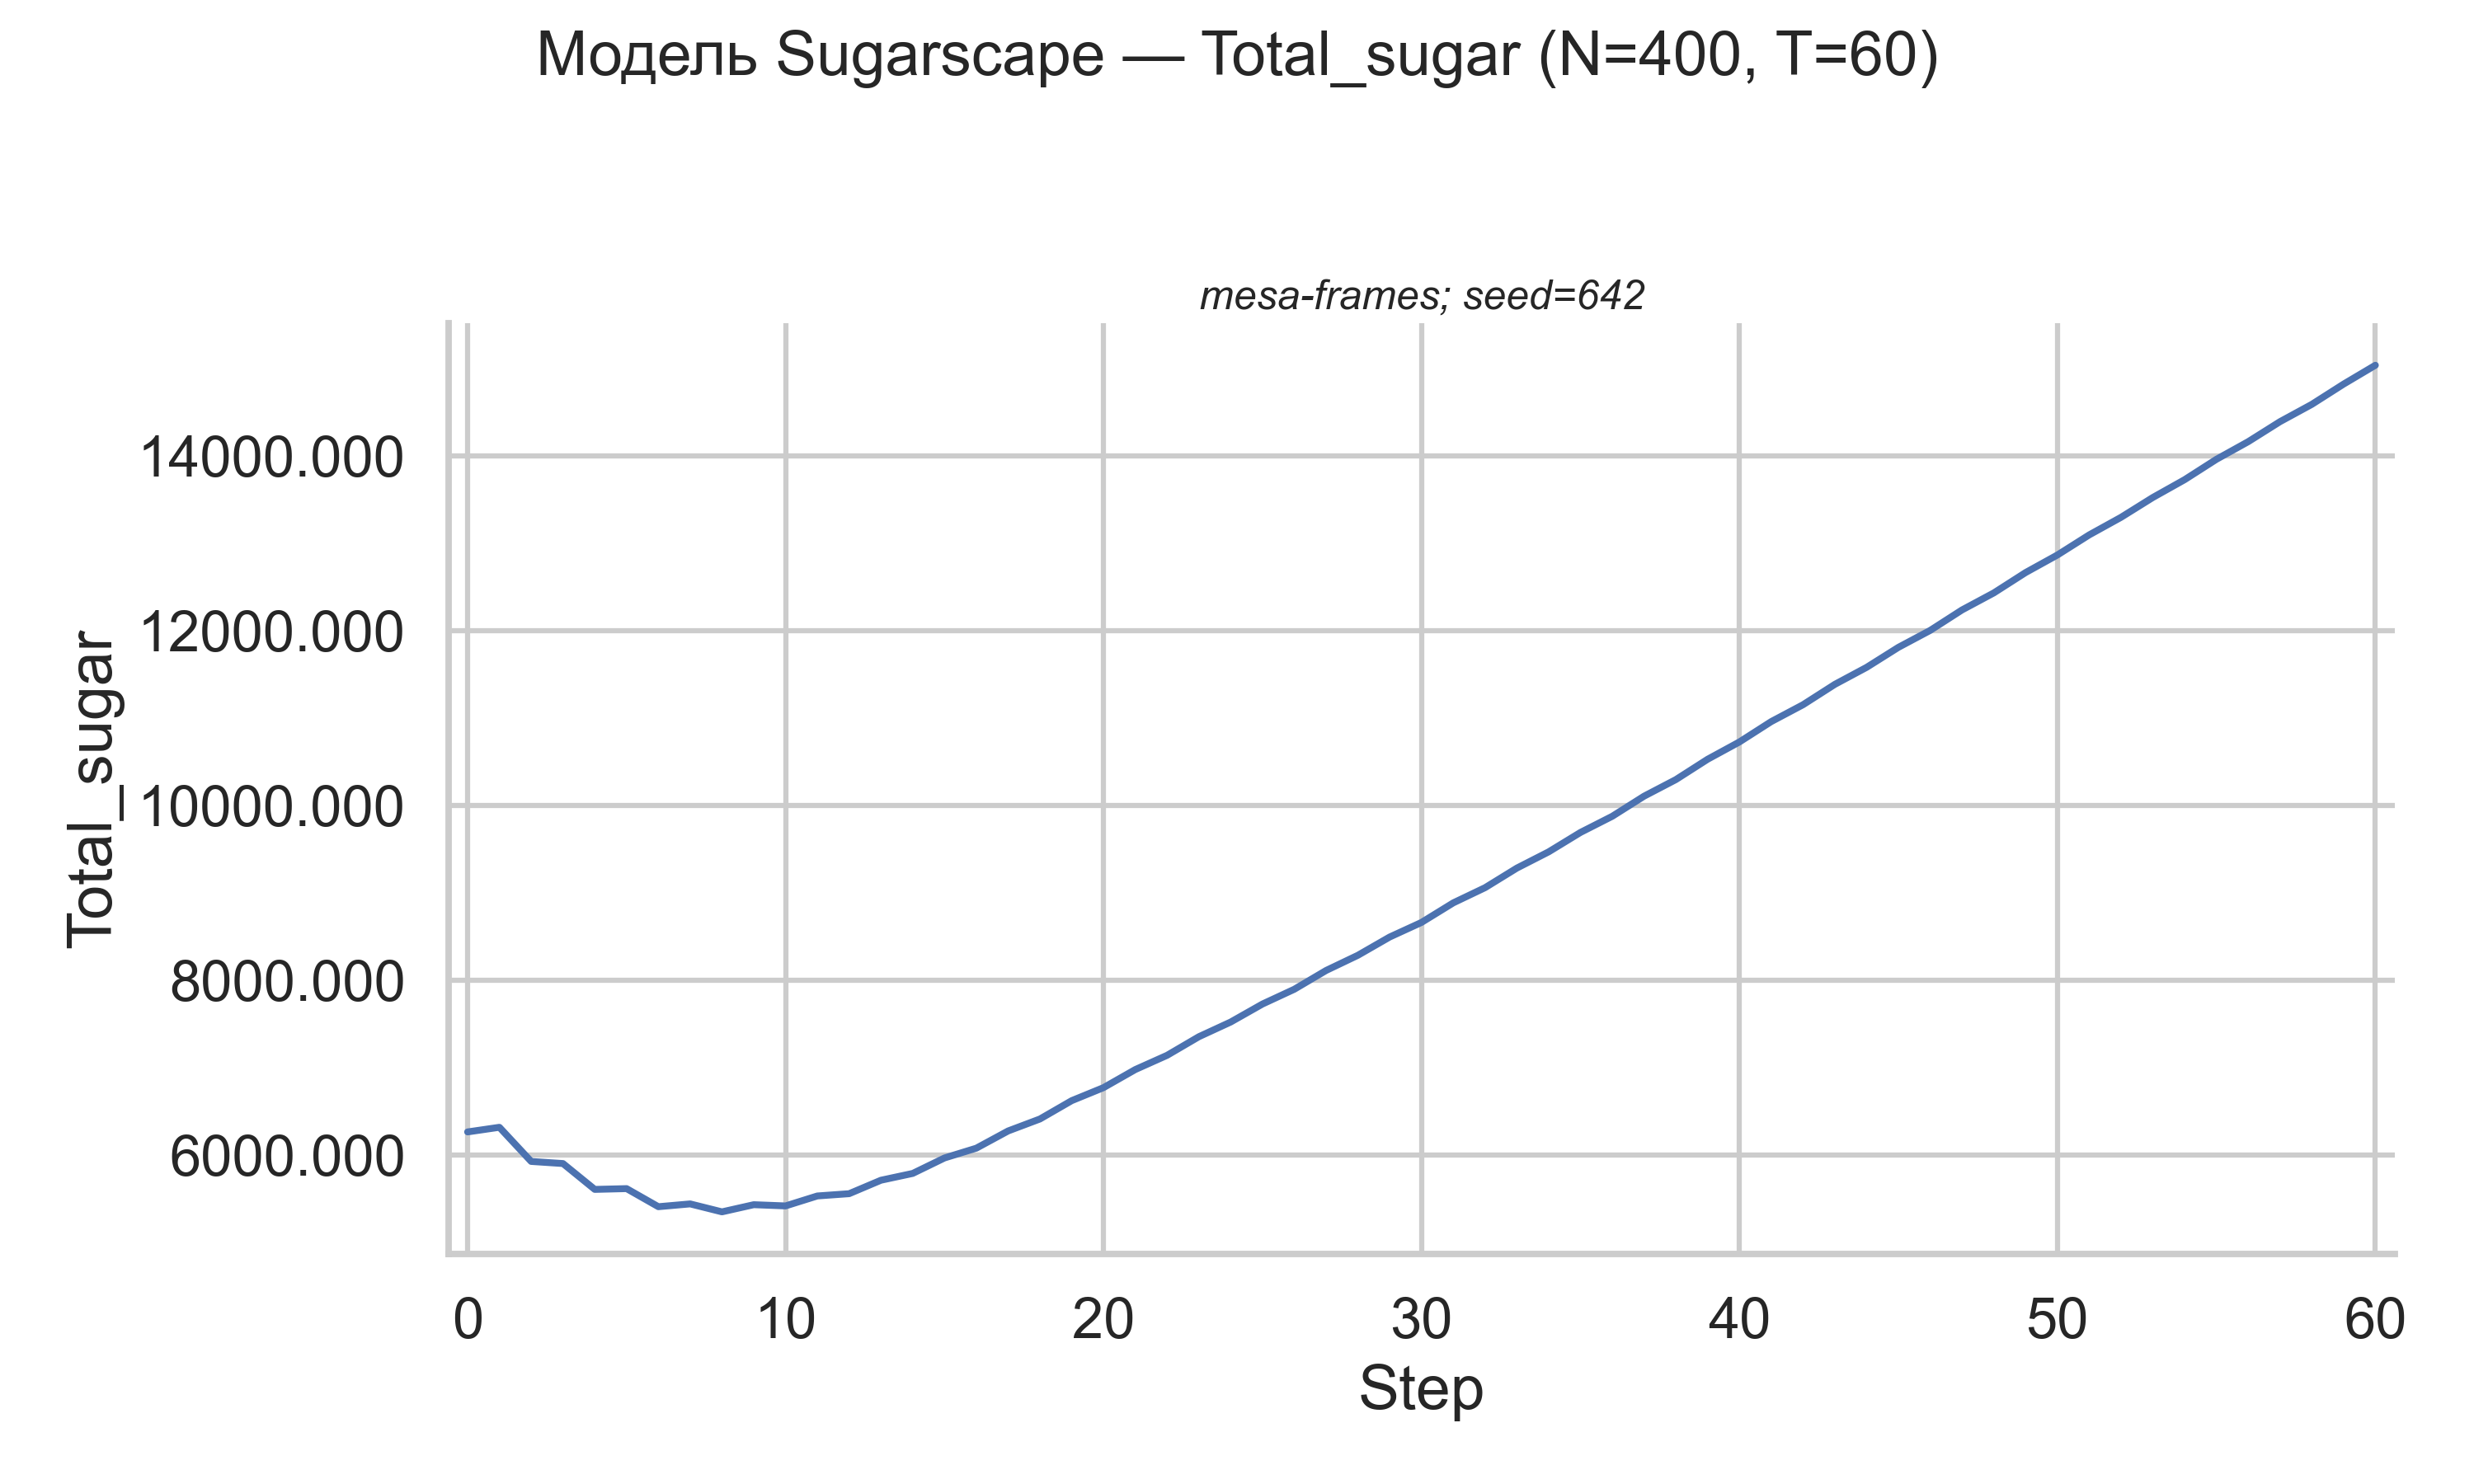 Модель Sugarscape — Total_sugar (N=400, T=60)
mesa-frames; seed=642
Total_sugar
14000.000
12000.000
10000.000
8000.000
6000.000
0 10 20 30 40 50 60
Step